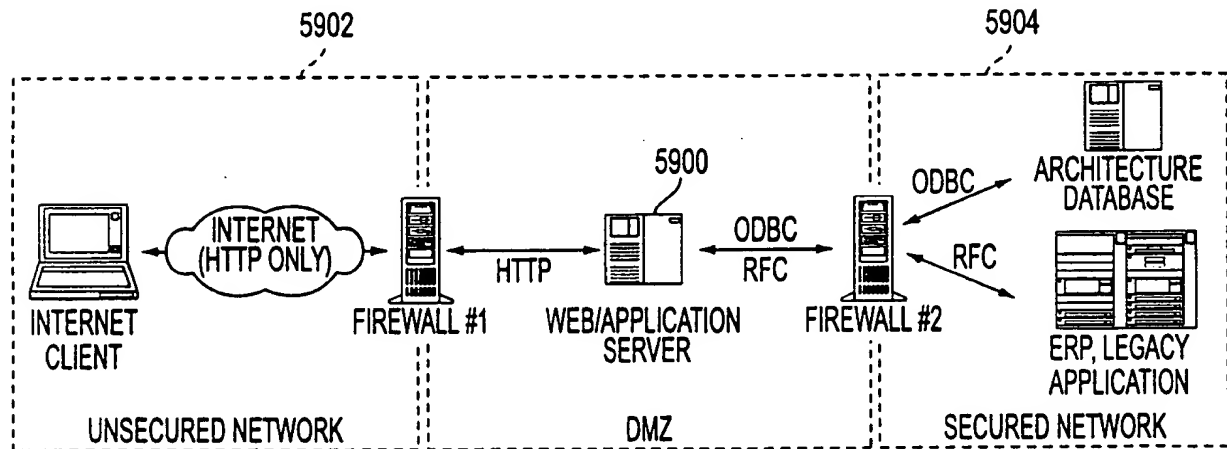 5902
5904
5900
INTERNET
(HTTP ONLY)
INTERNET
CLIENT
FIREWALL #1
HTTP
WEB/APPLICATION
SERVER
ODBC
RFC
FIREWALL #2
ODBC
RFC
ARCHITECTURE
DATABASE
ERP, LEGACY
APPLICATION
UNSECURED NETWORK
DMZ
SECURED NETWORK